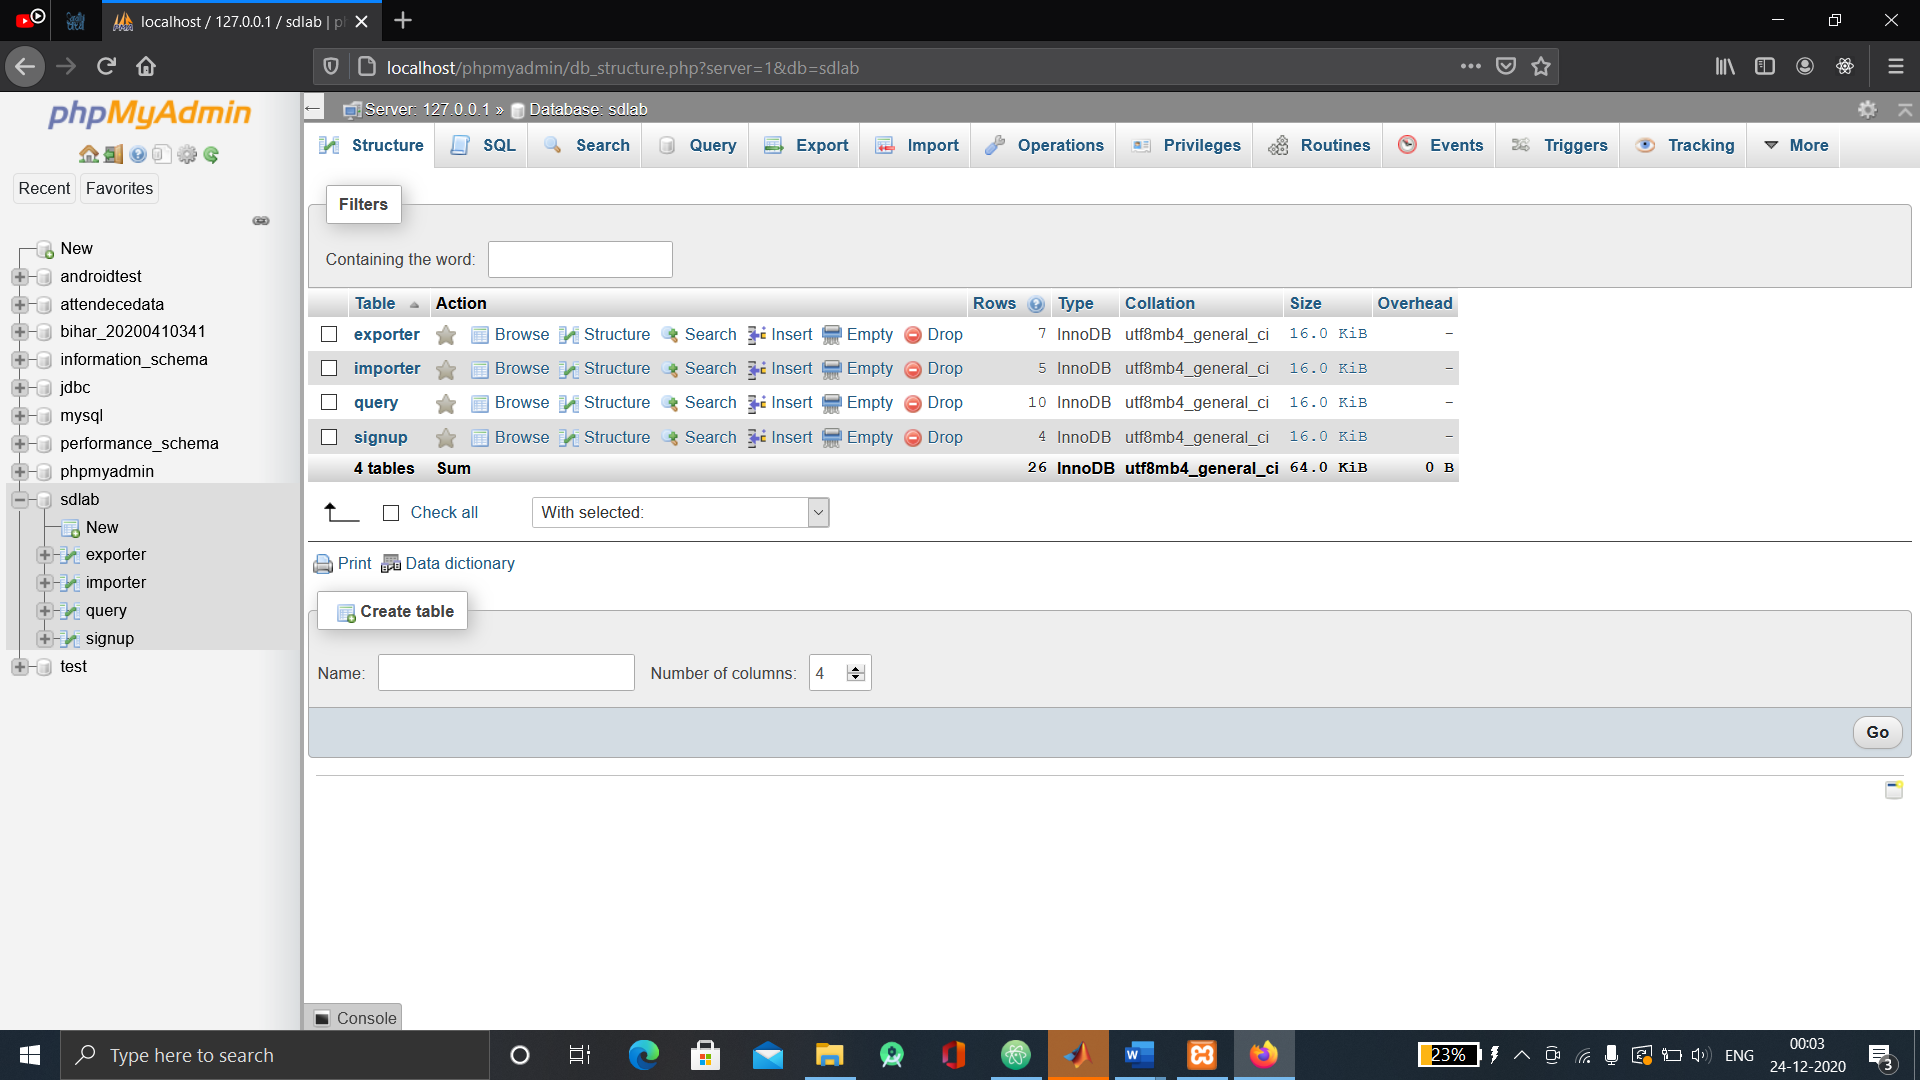 localhost / 127.0.0.1 / sdlab | p
localhost/phpmyadmin/db_structure.php?server=1&db=sdlab
phpMyAdmin
Recent Favorites
New
androidtest
attendecedata
bihar_20200410341
information_schema
jdbc
mysql
performance_schema
phpmyadmin
sdlab
New
exporter
importer
query
signup
test
Server: 127.0.0.1 » Database: sdlab
Structure SQL Search Query Export Import Operations Privileges Routines Events Triggers Tracking More
Filters
Containing the word:
Table Action Rows Type Collation Size Overhead
exporter Browse Structure Search Insert Empty Drop 7 InnoDB utf8mb4_general_ci 16.0 KiB -
importer Browse Structure Search Insert Empty Drop 5 InnoDB utf8mb4_general_ci 16.0 KiB -
query Browse Structure Search Insert Empty Drop 10 InnoDB utf8mb4_general_ci 16.0 KiB -
signup Browse Structure Search Insert Empty Drop 4 InnoDB utf8mb4_general_ci 16.0 KiB -
4 tables Sum 26 InnoDB utf8mb4_general_ci 64.0 KiB 0 B
Check all With selected:
Print Data dictionary
Create table
Name: Number of columns: 4
Go
Console
Type here to search
23% ENG
00:03
24-12-2020
3